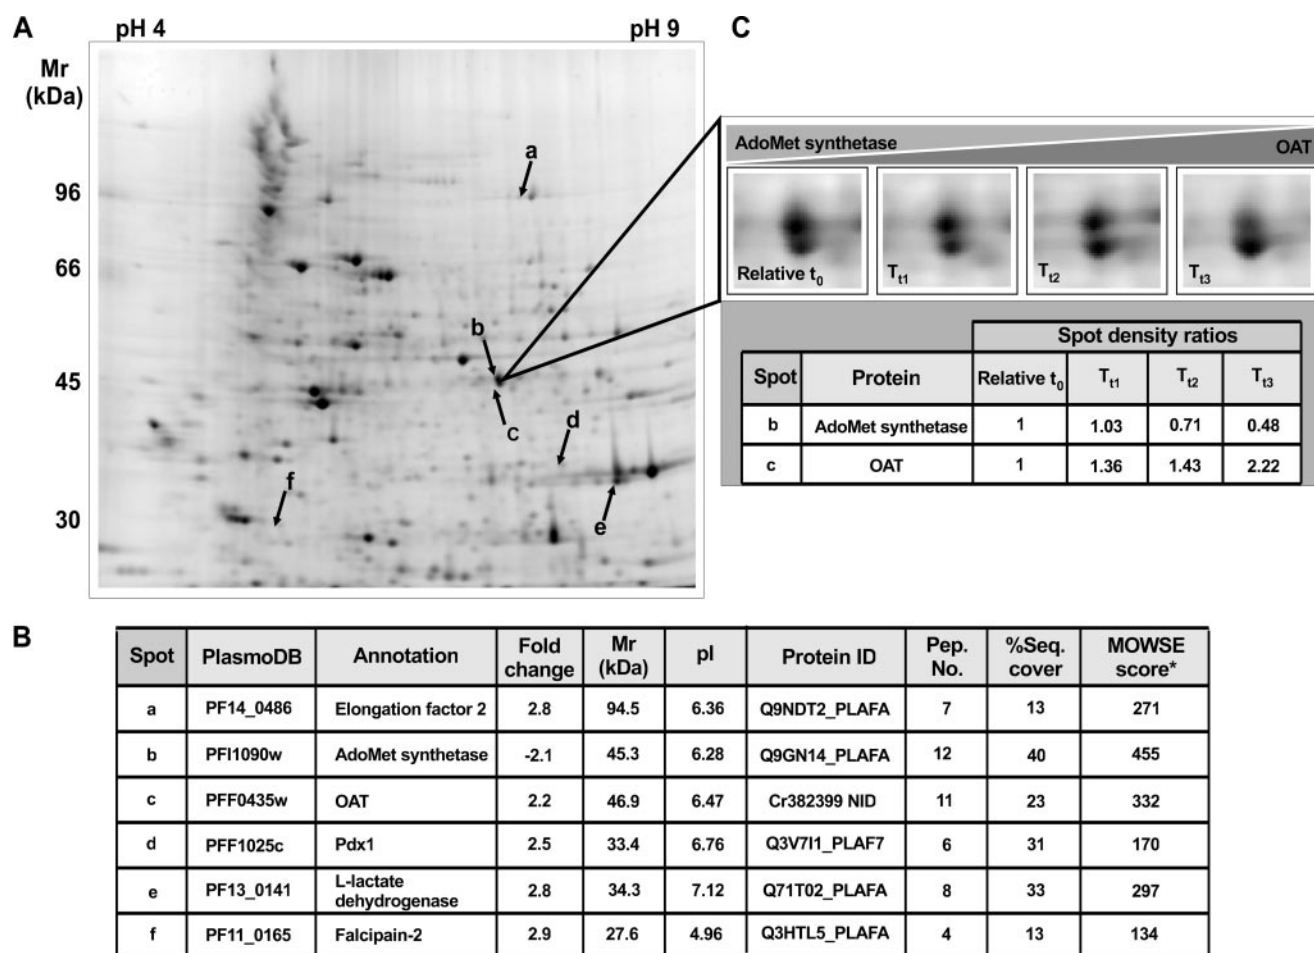 A
pH 4
pH 9
Mr
(kDa)
96
66
45
30
a
b
c
d
e
f
C
AdoMet synthetase
OAT
Relative t0
Tt1
Tt2
Tt3
Spot density ratios
Spot Protein Relative t0 Tt1 Tt2 Tt3
b AdoMet synthetase 1 1.03 0.71 0.48
c OAT 1 1.36 1.43 2.22
B
Spot PlasmoDB Annotation Fold change Mr (kDa) pI Protein ID Pep. No. %Seq. cover MOWSE score*
a PF14_0486 Elongation factor 2 2.8 94.5 6.36 Q9NDT2_PLAFA 7 13 271
b PFI1090w AdoMet synthetase -2.1 45.3 6.28 Q9GN14_PLAFA 12 40 455
c PFF0435w OAT 2.2 46.9 6.47 Cr382399 NID 11 23 332
d PFF1025c Pdx1 2.5 33.4 6.76 Q3V7I1_PLAF7 6 31 170
e PF13_0141 L-lactate dehydrogenase 2.8 34.3 7.12 Q71T02_PLAFA 8 33 297
f PF11_0165 Falcipain-2 2.9 27.6 4.96 Q3HTL5_PLAFA 4 13 134